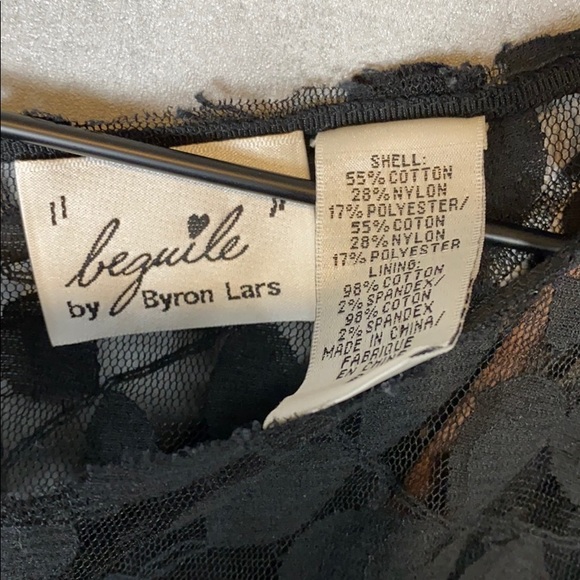 "beguile"
by Byron Lars
SHELL:
55% COTTON
28% NYLON
17% POLYESTER/
55% COTON
28% NYLON
17% POLYESTER
LINING:
98% COTTON
2% SPANDEX/
98% COTON
2% SPANDEX
MADE IN CHINA/
FABRIQUE
EN CHINE